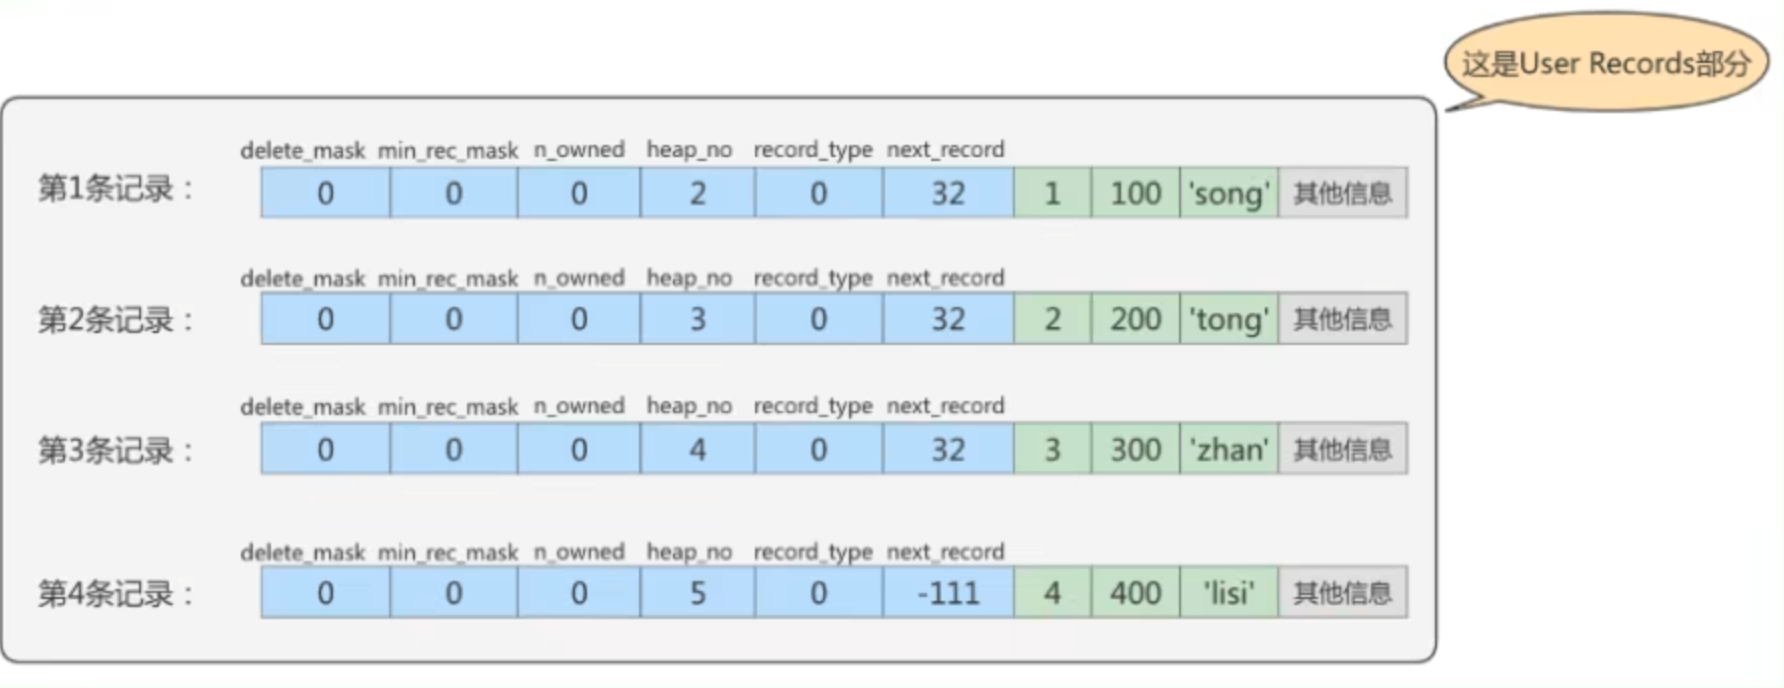 这是User Records部分
delete_mask min_rec_mask n_owned heap_no record_type next_record
第1条记录： 0 0 0 2 0 32 1 100 'song' 其他信息
delete_mask min_rec_mask n_owned heap_no record_type next_record
第2条记录： 0 0 0 3 0 32 2 200 'tong' 其他信息
delete_mask min_rec_mask n_owned heap_no record_type next_record
第3条记录： 0 0 0 4 0 32 3 300 'zhan' 其他信息
delete_mask min_rec_mask n_owned heap_no record_type next_record
第4条记录： 0 0 0 5 0 -111 4 400 'lisi' 其他信息